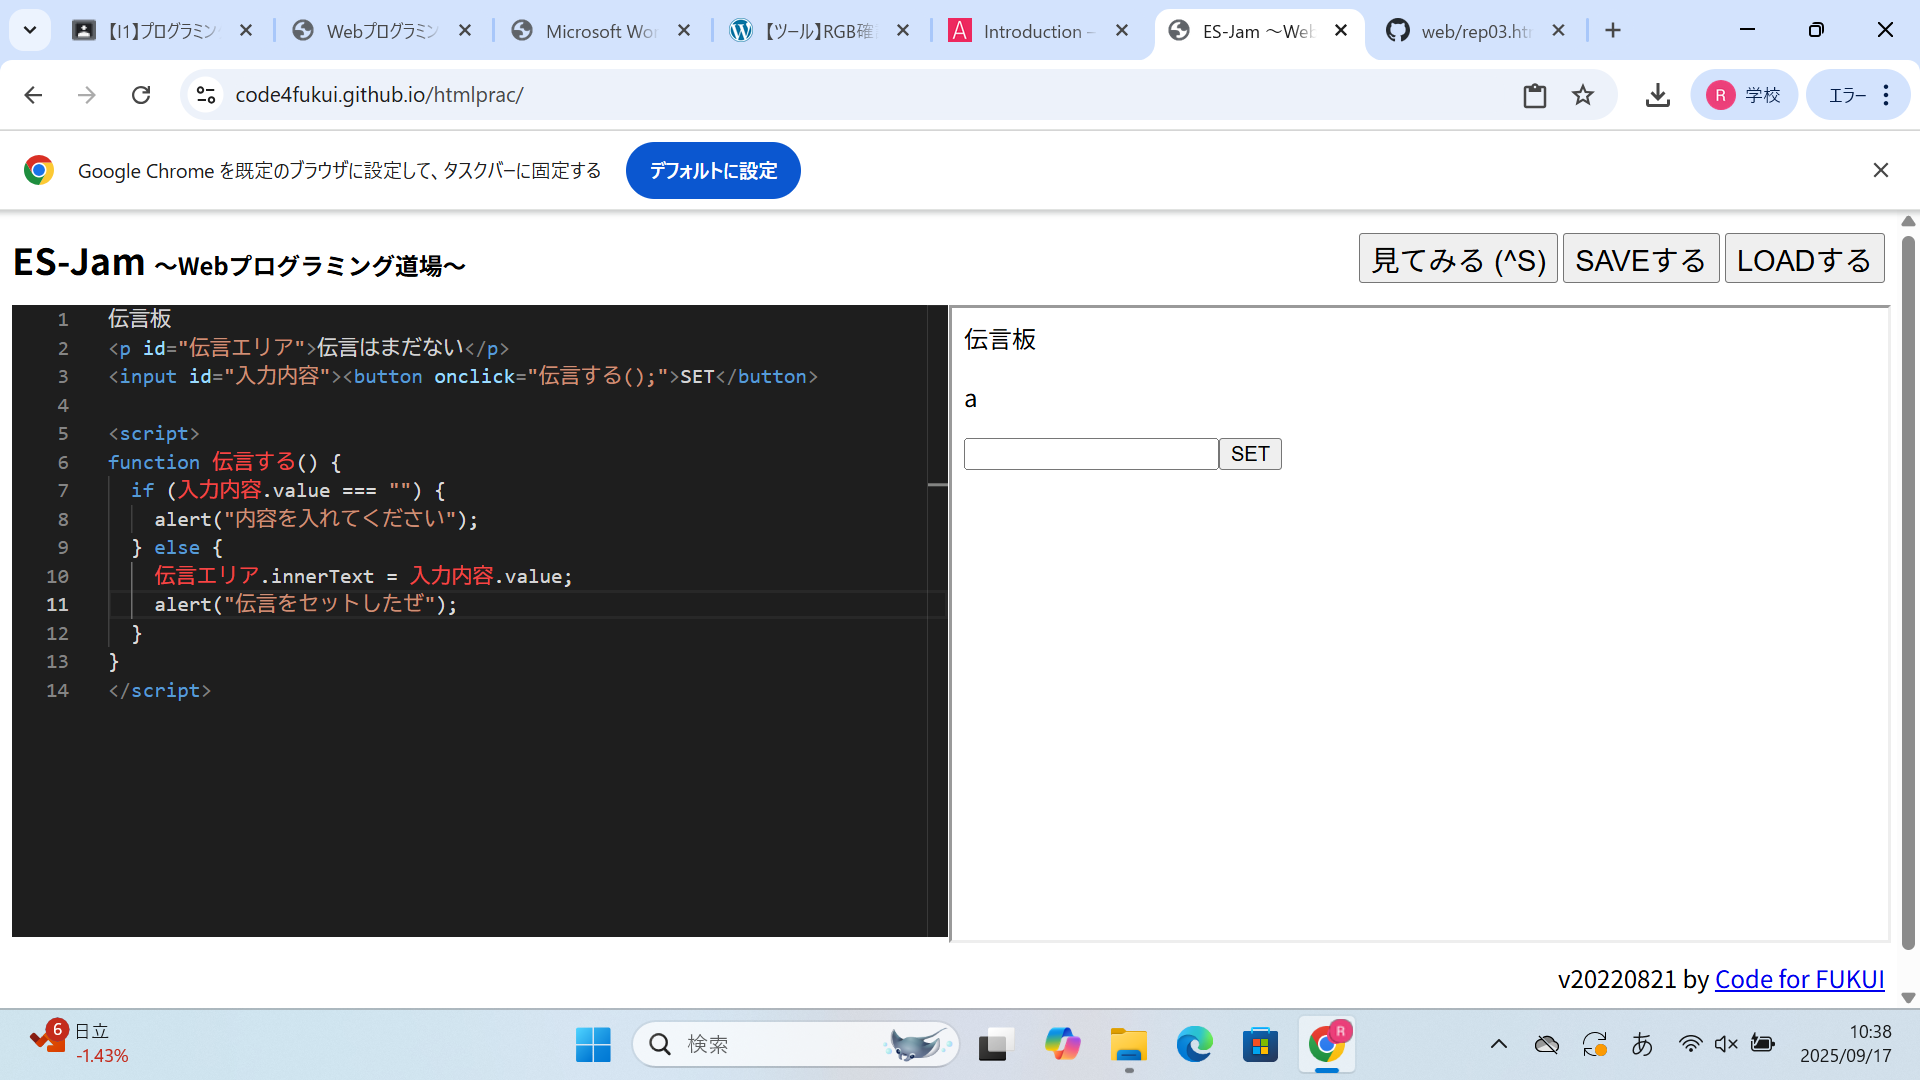 【I1】プログラミン
Webプログラミン
Microsoft Wor
【ツール】RGB確
Introduction -
ES-Jam ～Web
web/rep03.htm
code4fukui.github.io/htmlprac/
R 学校
エラー
Google Chrome を既定のブラウザに設定して、タスクバーに固定する
デフォルトに設定
ES-Jam ～Webプログラミング道場～
見てみる (^S)
SAVEする
LOADする
1 伝言板
2 <p id="伝言エリア">伝言はまだない</p>
3 <input id="入力内容"><button onclick="伝言する();">SET</button>
4
5 <script>
6 function 伝言する() {
7 if (入力内容.value === "") {
8 alert("内容を入れてください");
9 } else {
10 伝言エリア.innerText = 入力内容.value;
11 alert("伝言をセットしたぜ");
12 }
13 }
14 </script>
伝言板
a
SET
v20220821 by Code for FUKUI
6
日立
-1.43%
検索
R
あ
10:38
2025/09/17